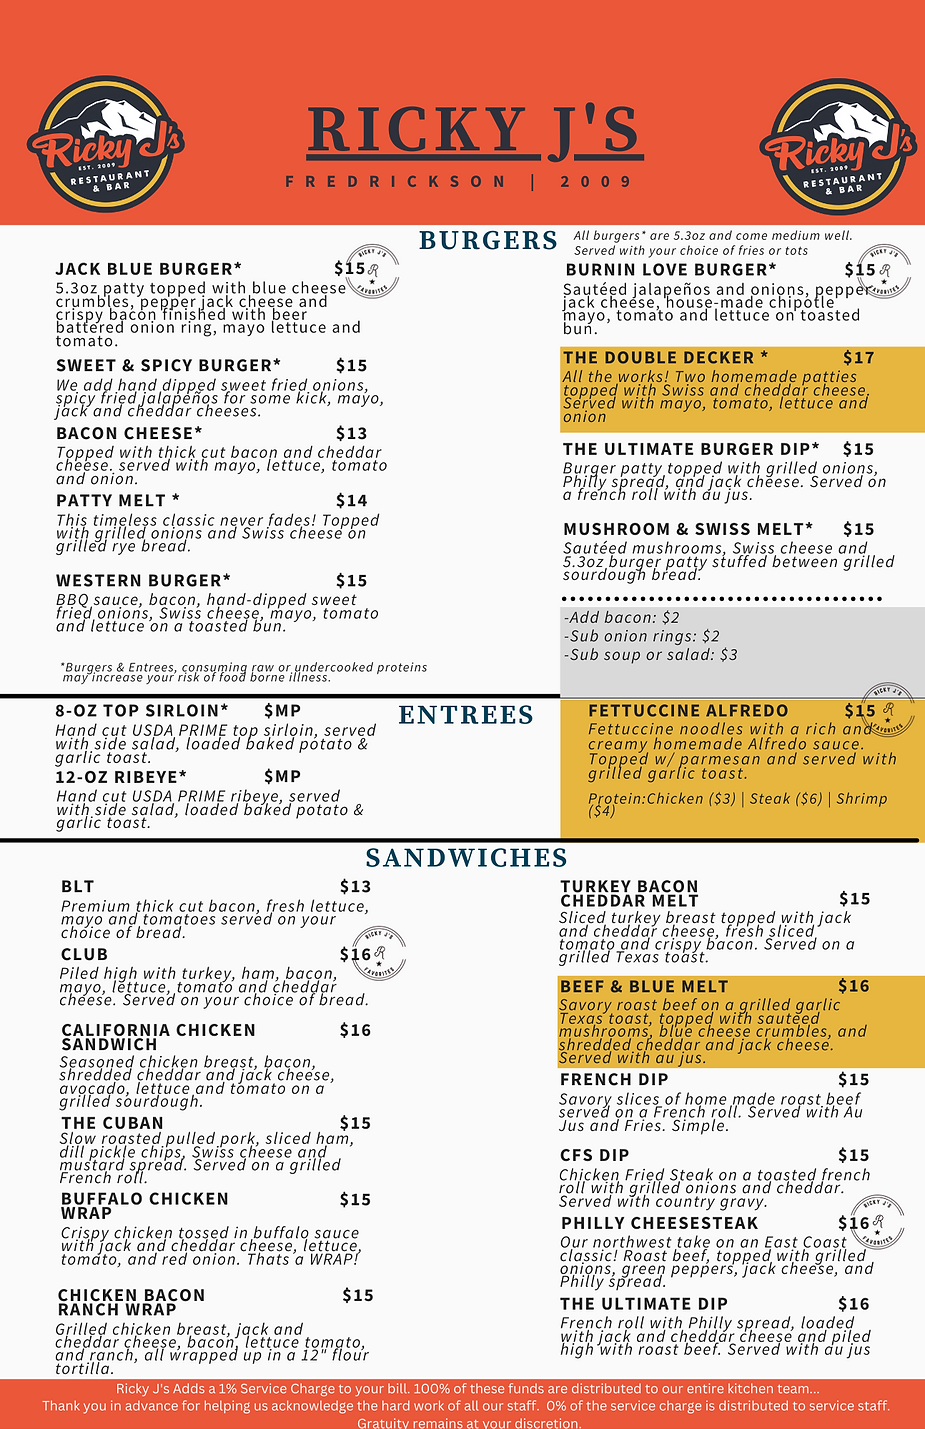 Ricky J's
EST. 2009
RESTAURANT
& BAR
RICKY J'S
FREDRICKSON | 2009
Ricky J's
EST. 2009
RESTAURANT
& BAR
BURGERS
All burgers* are 5.3oz and come medium well.
Served with your choice of fries or tots
JACK BLUE BURGER* $15
RICKY J'S
R
FAVORITES
5.3oz patty topped with blue cheese
crumbles, pepper jack cheese and
crispy bacon finished with beer
battered onion ring, mayo lettuce and
tomato.
SWEET & SPICY BURGER* $15
We add hand dipped sweet fried onions,
spicy fried jalapeños for some kick, mayo,
jack and cheddar cheeses.
BACON CHEESE* $13
Topped with thick cut bacon and cheddar
cheese. served with mayo, lettuce, tomato
and onion.
PATTY MELT * $14
This timeless classic never fades! Topped
with grilled onions and Swiss cheese on
grilled rye bread.
WESTERN BURGER* $15
BBQ sauce, bacon, hand-dipped sweet
fried onions, Swiss cheese, mayo, tomato
and lettuce on a toasted bun.
*Burgers & Entrees, consuming raw or undercooked proteins
may increase your risk of food borne illness.
BURNIN LOVE BURGER* $15
RICKY J'S
R
FAVORITES
Sautéed jalapeños and onions, pepper
jack cheese, house-made chipotle
mayo, tomato and lettuce on toasted
bun.
THE DOUBLE DECKER * $17
All the works! Two homemade patties
topped with Swiss and cheddar cheese,
Served with mayo, tomato, lettuce and
onion
THE ULTIMATE BURGER DIP* $15
Burger patty topped with grilled onions,
Philly spread, and jack cheese. Served on
a french roll with au jus.
MUSHROOM & SWISS MELT* $15
Sautéed mushrooms, Swiss cheese and
5.3oz burger patty stuffed between grilled
sourdough bread.
-Add bacon: $2
-Sub onion rings: $2
-Sub soup or salad: $3
ENTREES
8-OZ TOP SIRLOIN* $MP
Hand cut USDA PRIME top sirloin, served
with side salad, loaded baked potato &
garlic toast.
12-OZ RIBEYE* $MP
Hand cut USDA PRIME ribeye, served
with side salad, loaded baked potato &
garlic toast.
FETTUCCINE ALFREDO $15
RICKY J'S
R
FAVORITES
Fettuccine noodles with a rich and
creamy homemade Alfredo sauce.
Topped w/ parmesan and served with
grilled garlic toast.
Protein:Chicken ($3) | Steak ($6) | Shrimp
($4)
SANDWICHES
BLT $13
Premium thick cut bacon, fresh lettuce,
mayo and tomatoes served on your
choice of bread.
CLUB $16
RICKY J'S
R
FAVORITES
Piled high with turkey, ham, bacon,
mayo, lettuce, tomato and cheddar
cheese. Served on your choice of bread.
CALIFORNIA CHICKEN $16
SANDWICH
Seasoned chicken breast, bacon,
shredded cheddar and jack cheese,
avocado, lettuce and tomato on a
grilled sourdough.
THE CUBAN $15
Slow roasted pulled pork, sliced ham,
dill pickle chips, Swiss cheese and
mustard spread. Served on a grilled
French roll.
BUFFALO CHICKEN $15
WRAP
Crispy chicken tossed in buffalo sauce
with jack and cheddar cheese, lettuce,
tomato, and red onion. Thats a WRAP!
CHICKEN BACON $15
RANCH WRAP
Grilled chicken breast, jack and
cheddar cheese, bacon, lettuce tomato,
and ranch, all wrapped up in a 12" flour
tortilla.
TURKEY BACON
CHEDDAR MELT $15
Sliced turkey breast topped with jack
and cheddar cheese, fresh sliced
tomato and crispy bacon. Served on a
grilled Texas toast.
BEEF & BLUE MELT $16
Savory roast beef on a grilled garlic
Texas toast, topped with sautéed
mushrooms, blue cheese crumbles, and
shredded cheddar and jack cheese.
Served with au jus.
FRENCH DIP $15
Savory slices of home made roast beef
served on a French roll. Served with Au
Jus and Fries. Simple.
CFS DIP $15
Chicken Fried Steak on a toasted french
roll with grilled onions and cheddar.
Served with country gravy.
PHILLY CHEESESTEAK $16
RICKY J'S
R
FAVORITES
Our northwest take on an East Coast
classic! Roast beef, topped with grilled
onions, green peppers, jack cheese, and
Philly spread.
THE ULTIMATE DIP $16
French roll with Philly spread, loaded
with jack and cheddar cheese and piled
high with roast beef. Served with au jus
Ricky J's Adds a 1% Service Charge to your bill. 100% of these funds are distributed to our entire kitchen team...
Thank you in advance for helping us acknowledge the hard work of all our staff. 0% of the service charge is distributed to service staff.
Gratuity remains at your discretion.